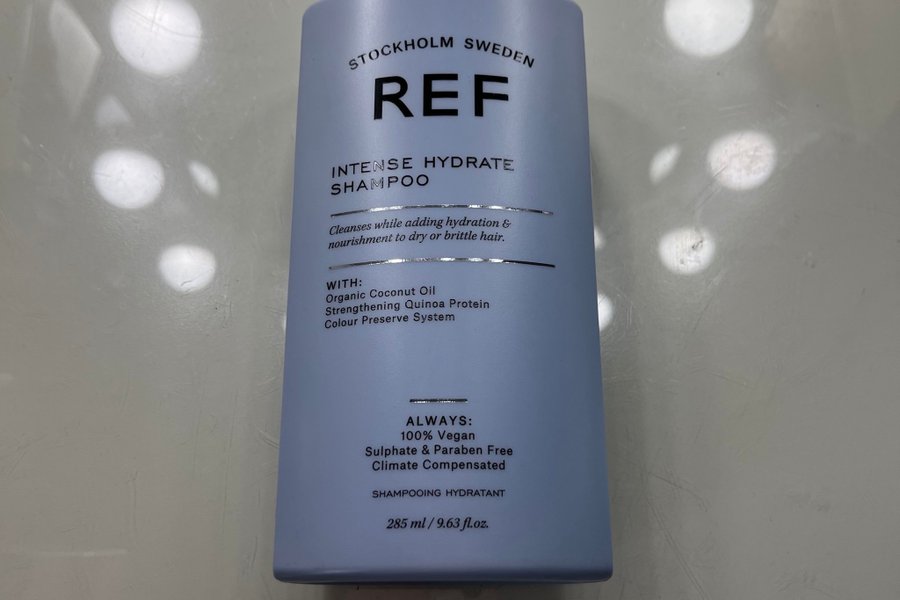 STOCKHOLM SWEDEN
REF
INTENSE HYDRATE
SHAMPOO
Cleanses while adding hydration &
nourishment to dry or brittle hair.
WITH:
Organic Coconut Oil
Strengthening Quinoa Protein
Colour Preserve System
ALWAYS:
100% Vegan
Sulphate & Paraben Free
Climate Compensated
SHAMPOOING HYDRATANT
285 ml / 9.63 fl.oz.